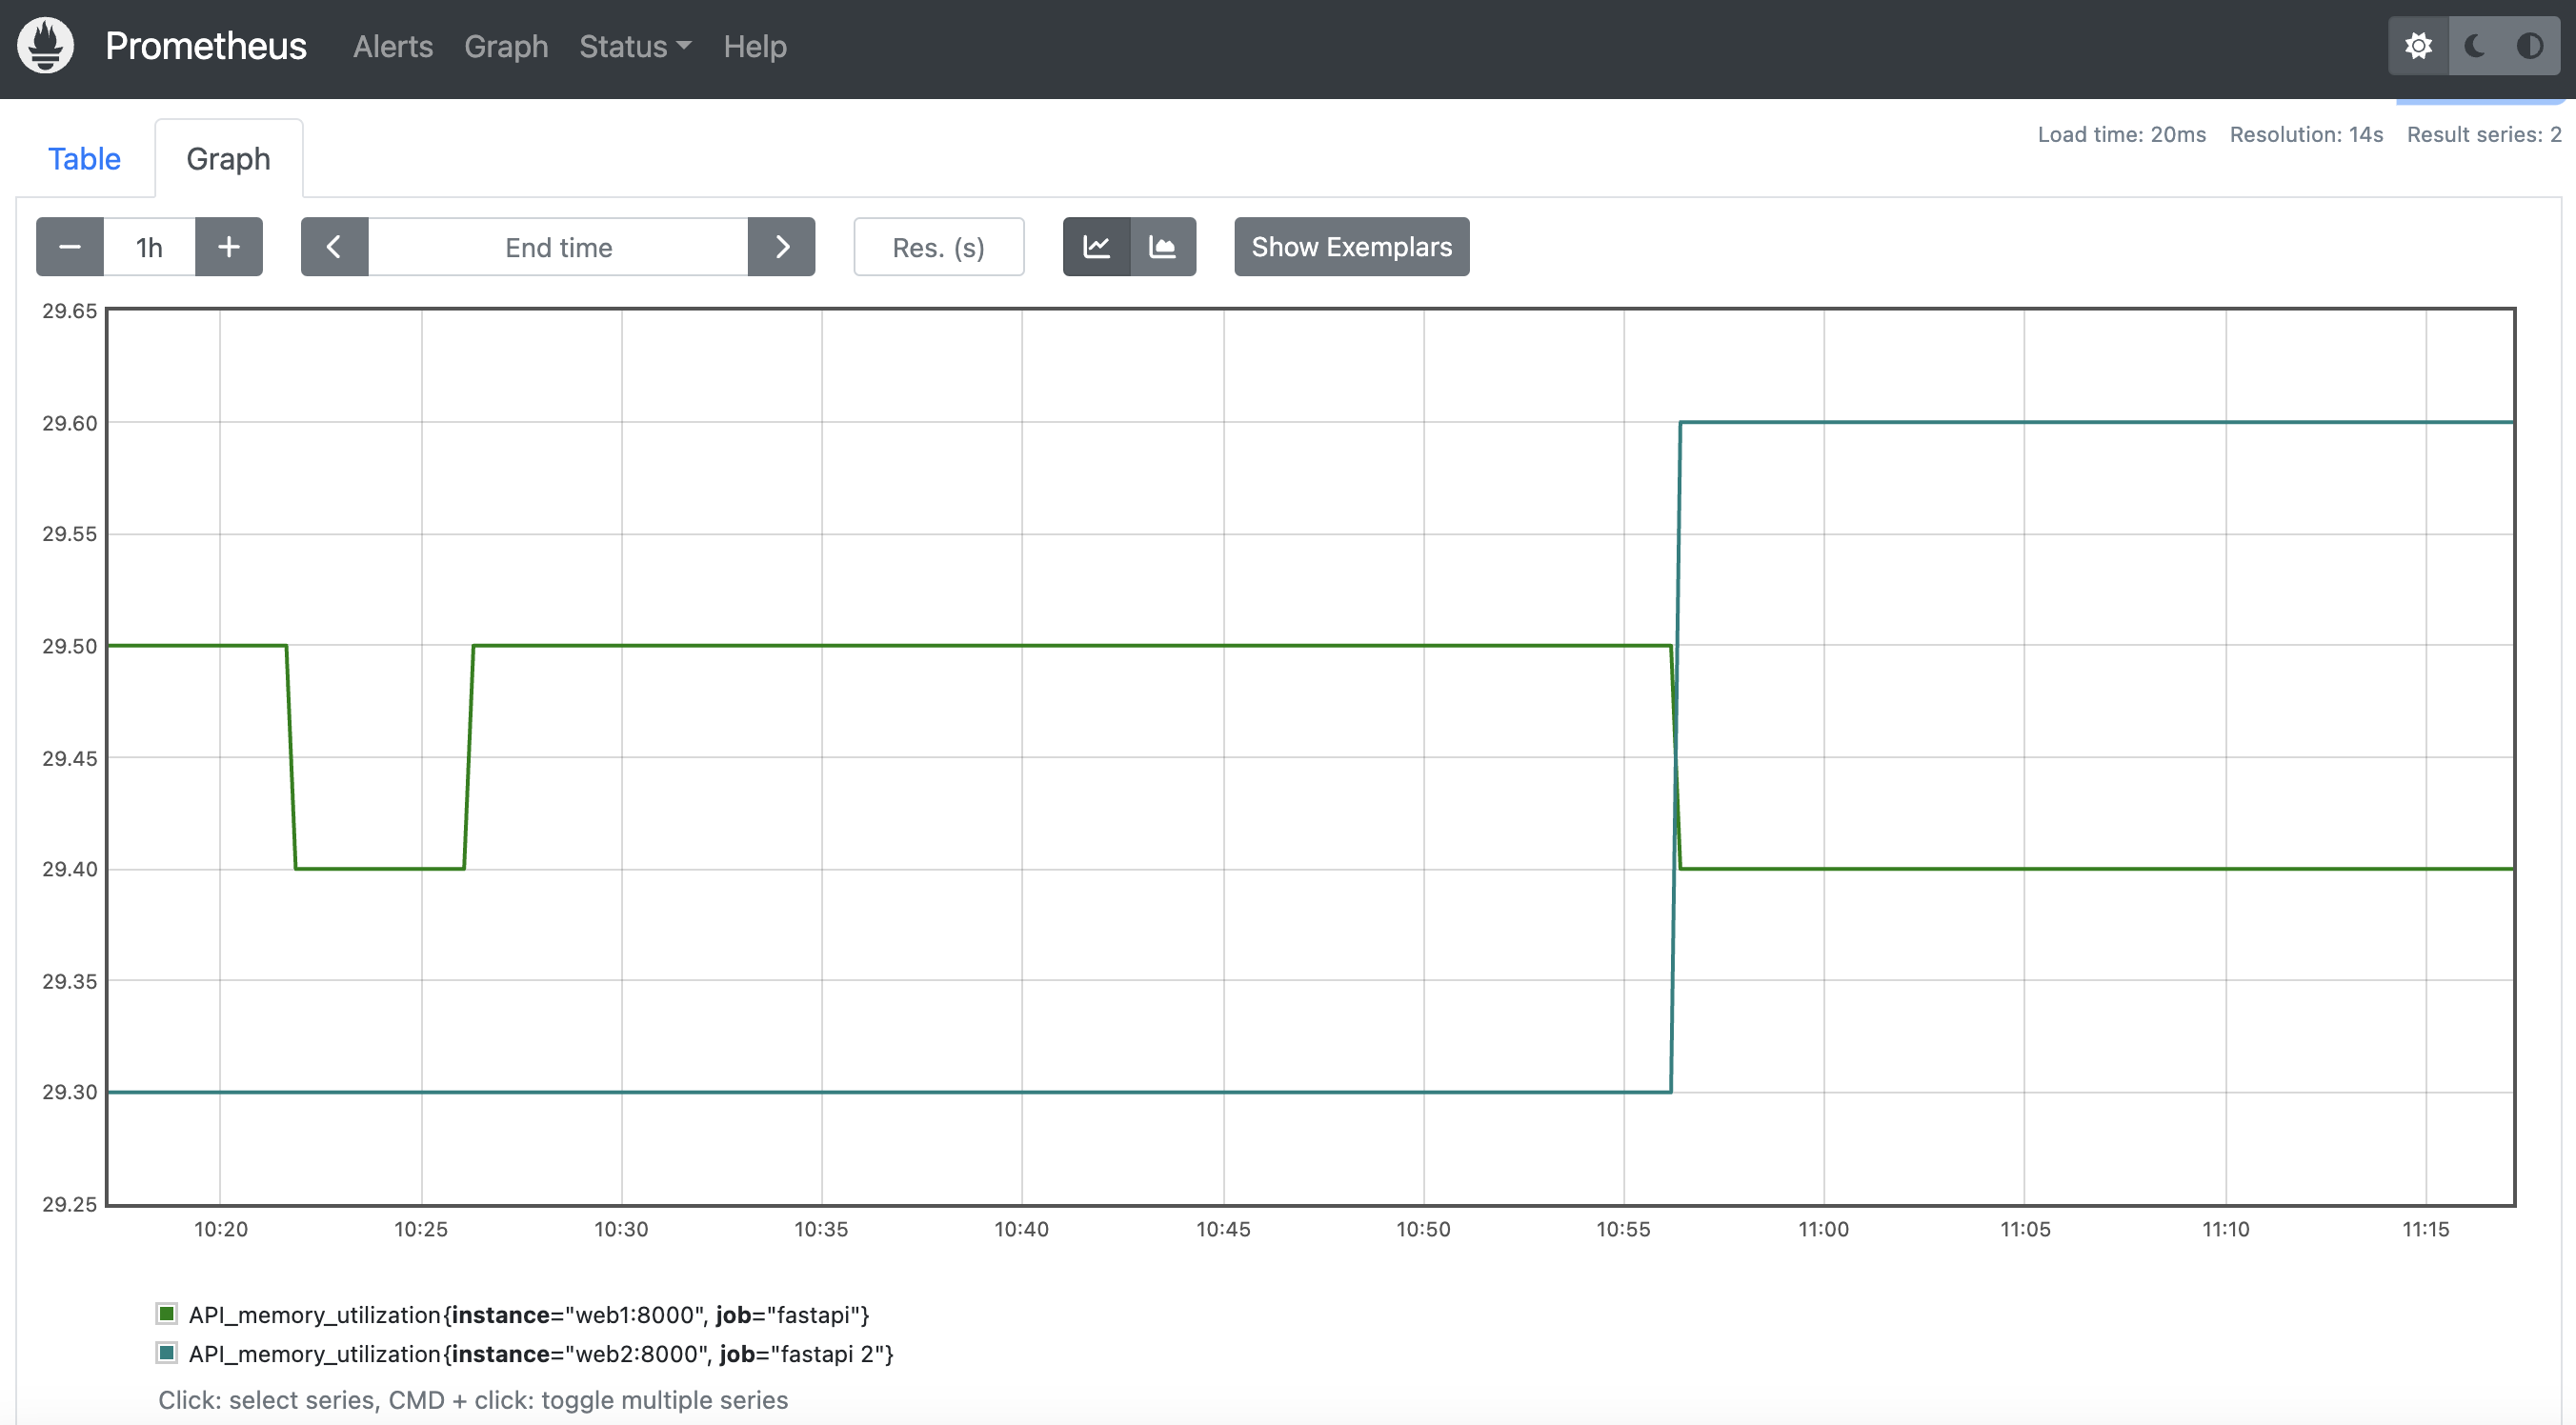 Prometheus Alerts Graph Status Help
Load time: 20ms Resolution: 14s Result series: 2
Table Graph
1h End time Res. (s) Show Exemplars
29.65
29.60
29.55
29.50
29.45
29.40
29.35
29.30
29.25
10:20 10:25 10:30 10:35 10:40 10:45 10:50 10:55 11:00 11:05 11:10 11:15
API_memory_utilization{instance="web1:8000", job="fastapi"}
API_memory_utilization{instance="web2:8000", job="fastapi 2"}
Click: select series, CMD + click: toggle multiple series